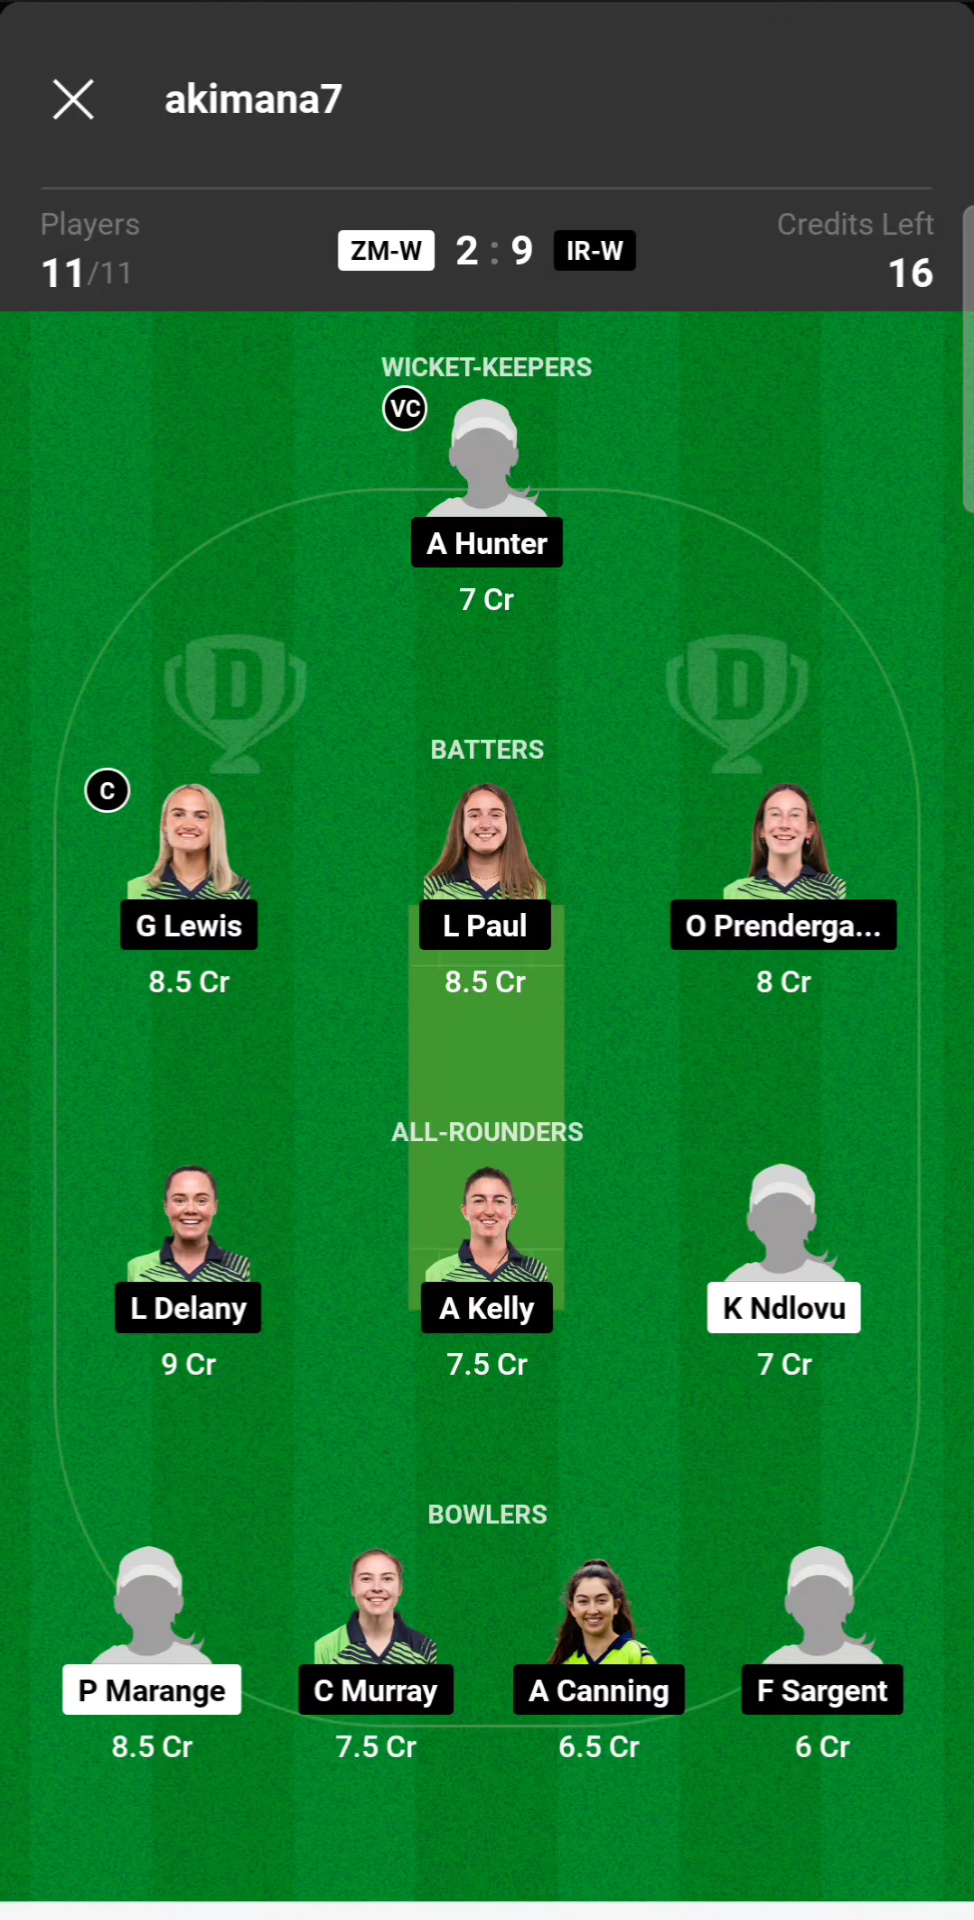 akimana7
Players
Credits Left
11/11
ZM-W 2 : 9 IR-W
16
WICKET-KEEPERS
VC
A Hunter
7 Cr
D D
BATTERS
C
G Lewis L Paul O Prenderga...
8.5 Cr 8.5 Cr 8 Cr
ALL-ROUNDERS
L Delany A Kelly K Ndlovu
9 Cr 7.5 Cr 7 Cr
BOWLERS
P Marange C Murray A Canning F Sargent
8.5 Cr 7.5 Cr 6.5 Cr 6 Cr